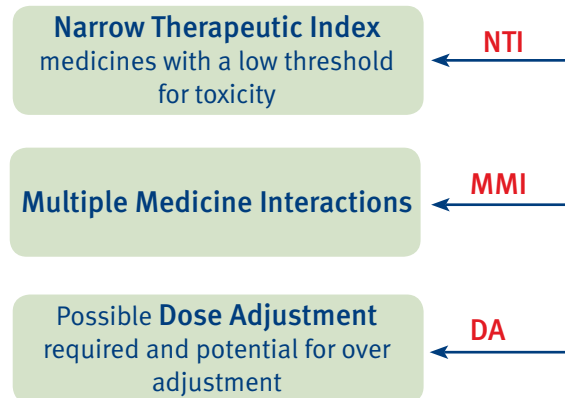 Narrow Therapeutic Index
medicines with a low threshold
for toxicity
NTI
Multiple Medicine Interactions
MMI
Possible Dose Adjustment
required and potential for over
adjustment
DA